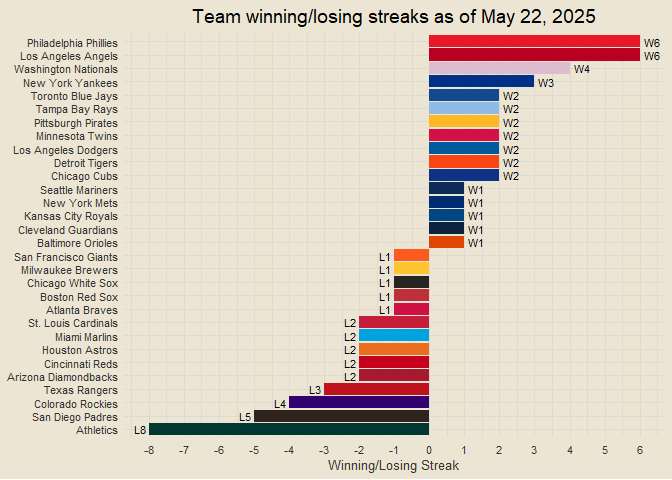 Team winning/losing streaks as of May 22, 2025
Philadelphia Phillies W6
Los Angeles Angels W6
Washington Nationals W4
New York Yankees W3
Toronto Blue Jays W2
Tampa Bay Rays W2
Pittsburgh Pirates W2
Minnesota Twins W2
Los Angeles Dodgers W2
Detroit Tigers W2
Chicago Cubs W2
Seattle Mariners W1
New York Mets W1
Kansas City Royals W1
Cleveland Guardians W1
Baltimore Orioles W1
San Francisco Giants L1
Milwaukee Brewers L1
Chicago White Sox L1
Boston Red Sox L1
Atlanta Braves L1
St. Louis Cardinals L2
Miami Marlins L2
Houston Astros L2
Cincinnati Reds L2
Arizona Diamondbacks L2
Texas Rangers L3
Colorado Rockies L4
San Diego Padres L5
Athletics L8
-8 -7 -6 -5 -4 -3 -2 -1 0 1 2 3 4 5 6
Winning/Losing Streak